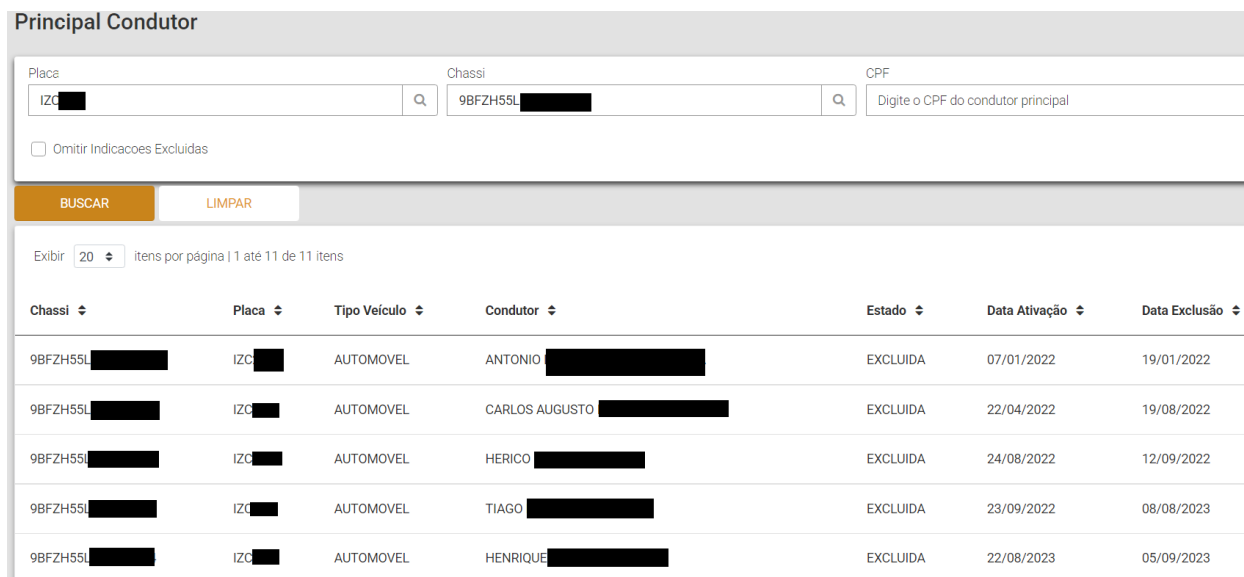 Principal Condutor
Placa Chassi CPF
IZC 9BFZH55L Digite o CPF do condutor principal
Omitir Indicacoes Excluidas
BUSCAR LIMPAR
Exibir 20 itens por página | 1 até 11 de 11 itens
Chassi Placa Tipo Veículo Condutor Estado Data Ativação Data Exclusão
9BFZH55L IZC AUTOMOVEL ANTONIO EXCLUIDA 07/01/2022 19/01/2022
9BFZH55L IZC AUTOMOVEL CARLOS AUGUSTO EXCLUIDA 22/04/2022 19/08/2022
9BFZH55L IZC AUTOMOVEL HERICO EXCLUIDA 24/08/2022 12/09/2022
9BFZH55L IZC AUTOMOVEL TIAGO EXCLUIDA 23/09/2022 08/08/2023
9BFZH55L IZC AUTOMOVEL HENRIQUE EXCLUIDA 22/08/2023 05/09/2023